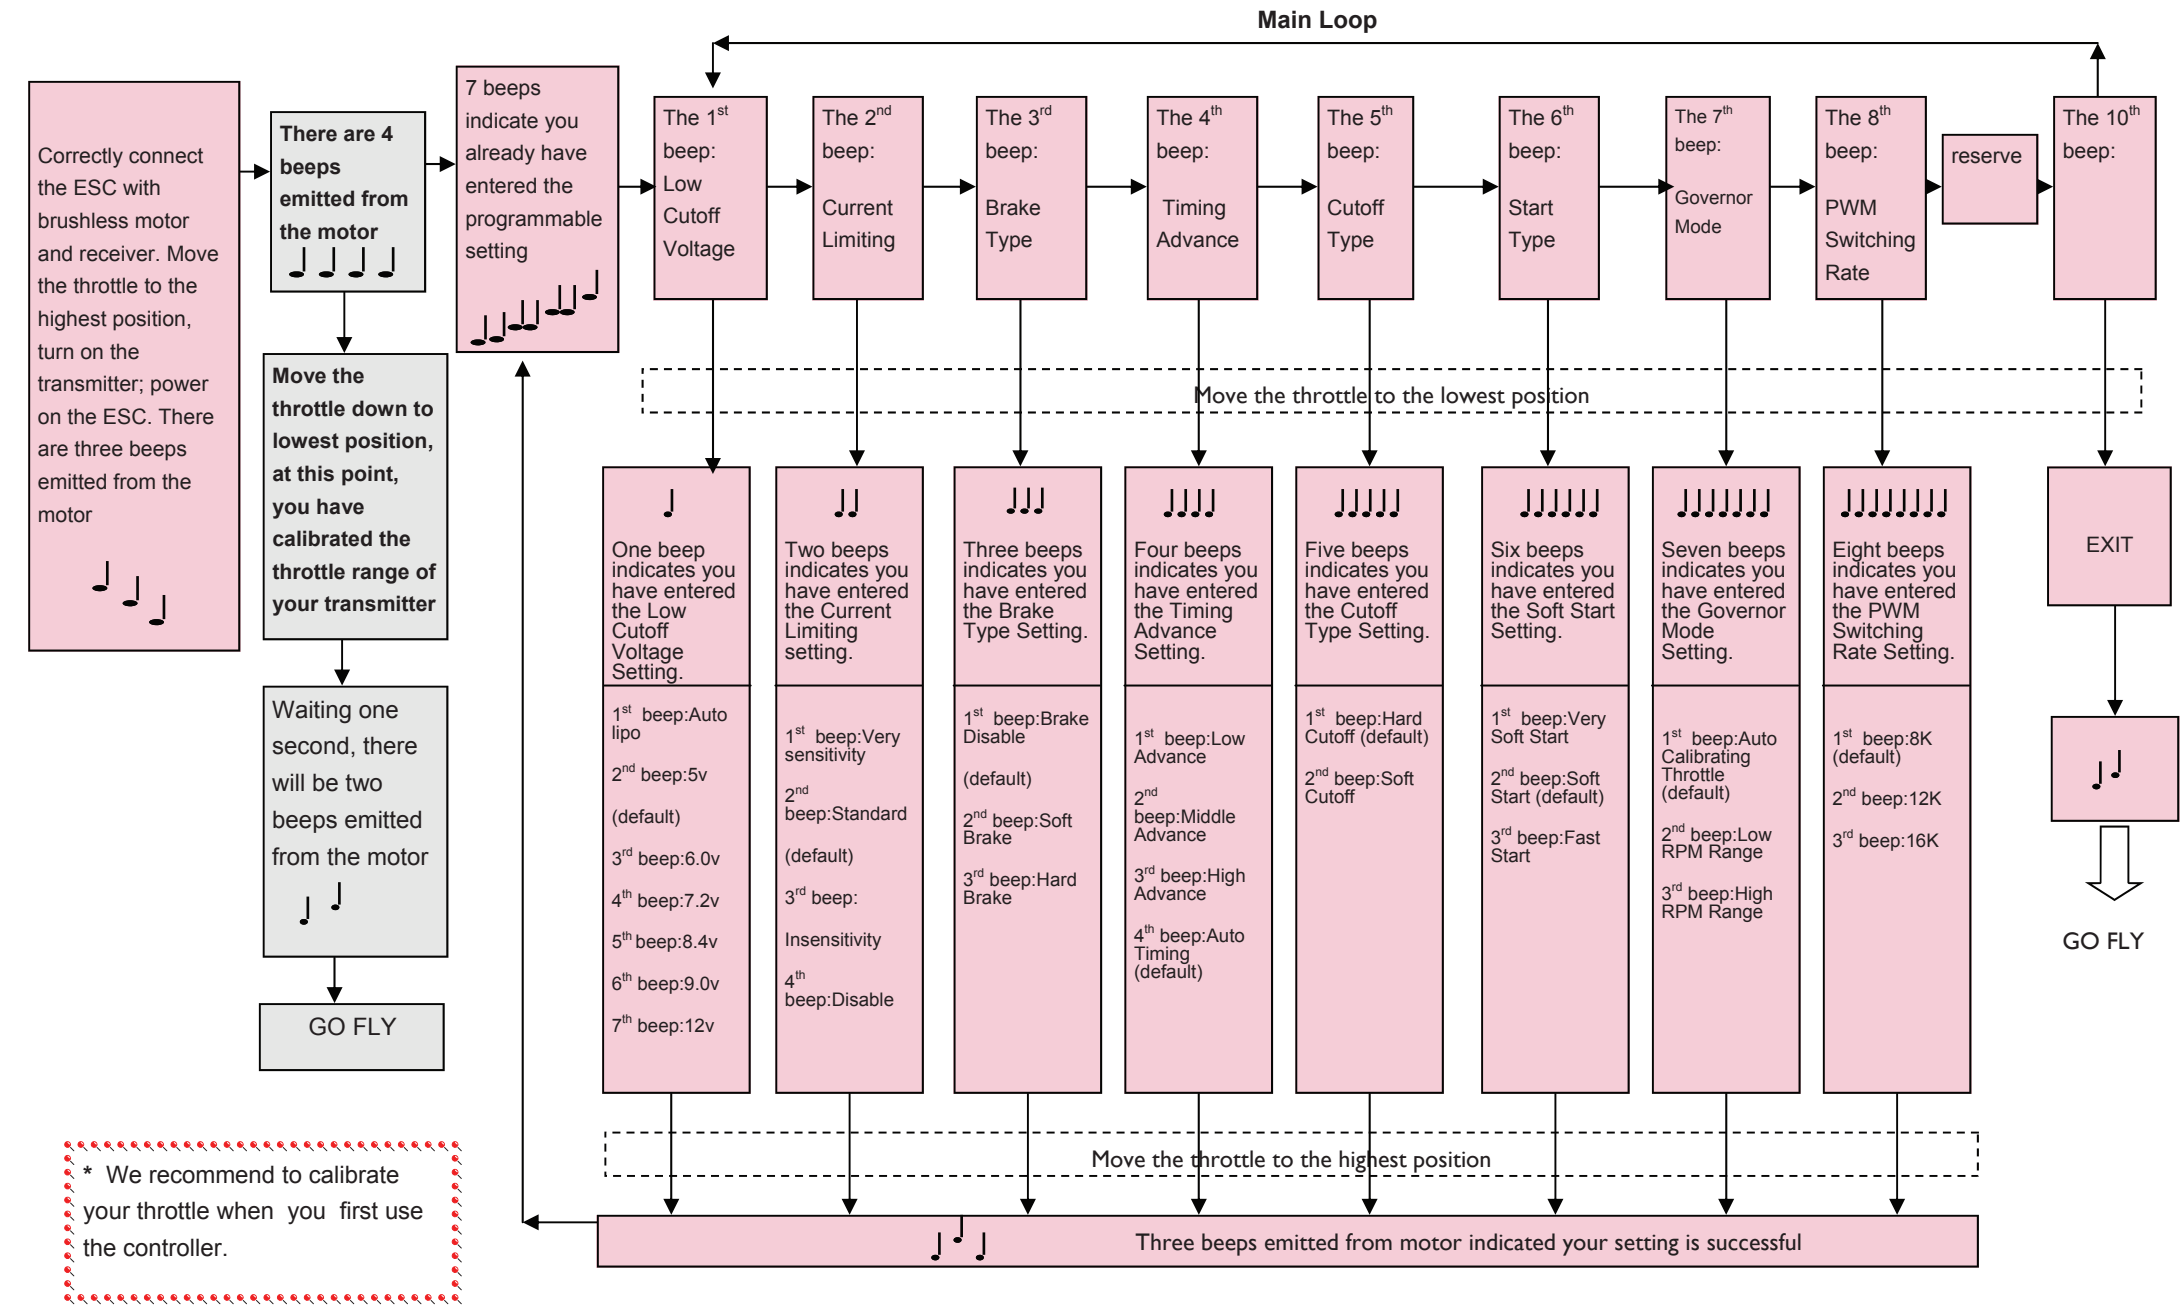 Main Loop
Correctly connect
the ESC with
brushless motor
and receiver. Move
the throttle to the
highest position,
turn on the
transmitter; power
on the ESC. There
are three beeps
emitted from the
motor
There are 4
beeps
emitted from
the motor
Move the
throttle down to
lowest position,
at this point,
you have
calibrated the
throttle range of
your transmitter
Waiting one
second, there
will be two
beeps emitted
from the motor
GO FLY
7 beeps
indicate you
already have
entered the
programmable
setting
The 1st
beep:
Low
Cutoff
Voltage
The 2nd
beep:
Current
Limiting
The 3rd
beep:
Brake
Type
The 4th
beep:
Timing
Advance
The 5th
beep:
Cutoff
Type
The 6th
beep:
Start
Type
The 7th
beep:
Governor
Mode
The 8th
beep:
PWM
Switching
Rate
reserve
The 10th
beep:
Move the throttle to the lowest position
One beep
indicates you
have entered
the Low
Cutoff
Voltage
Setting.
1st beep:Auto
lipo
2nd beep:5v
(default)
3rd beep:6.0v
4th beep:7.2v
5th beep:8.4v
6th beep:9.0v
7th beep:12v
Two beeps
indicates you
have entered
the Current
Limiting
setting.
1st beep:Very
sensitivity
2nd
beep:Standard
(default)
3rd beep:
Insensitivity
4th
beep:Disable
Three beeps
indicates you
have entered
the Brake
Type Setting.
1st beep:Brake
Disable
(default)
2nd beep:Soft
Brake
3rd beep:Hard
Brake
Four beeps
indicates you
have entered
the Timing
Advance
Setting.
1st beep:Low
Advance
2nd
beep:Middle
Advance
3rd beep:High
Advance
4th beep:Auto
Timing
(default)
Five beeps
indicates you
have entered
the Cutoff
Type Setting.
1st beep:Hard
Cutoff (default)
2nd beep:Soft
Cutoff
Six beeps
indicates you
have entered
the Soft Start
Setting.
1st beep:Very
Soft Start
2nd beep:Soft
Start (default)
3rd beep:Fast
Start
Seven beeps
indicates you
have entered
the Governor
Mode
Setting.
1st beep:Auto
Calibrating
Throttle
(default)
2nd beep:Low
RPM Range
3rd beep:High
RPM Range
Eight beeps
indicates you
have entered
the PWM
Switching
Rate Setting.
1st beep:8K
(default)
2nd beep:12K
3rd beep:16K
EXIT
GO FLY
Move the throttle to the highest position
Three beeps emitted from motor indicated your setting is successful
* We recommend to calibrate
your throttle when you first use
the controller.